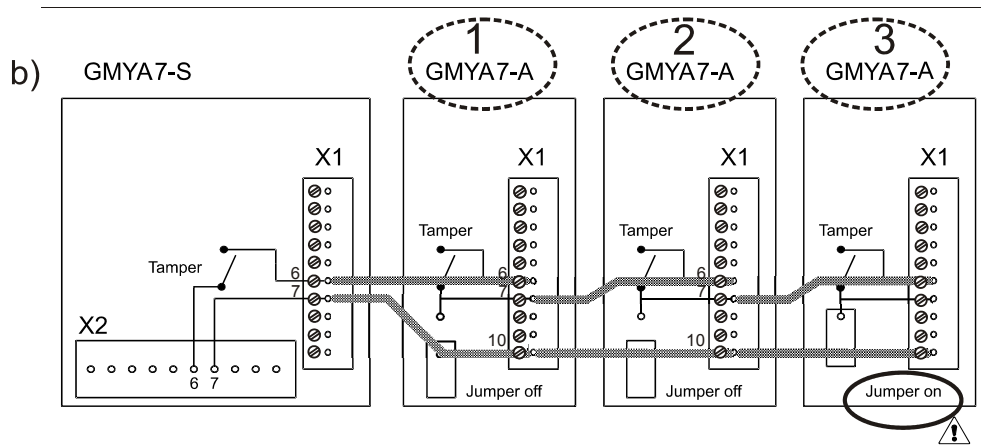 1 2 3
b) GMYA7-S GMYA7-A GMYA7-A GMYA7-A
X1 X1 X1 X1
Tamper Tamper Tamper
Tamper
6 6 6
7 7 7
X2
10 10
6 7
Jumper off Jumper off Jumper on
!